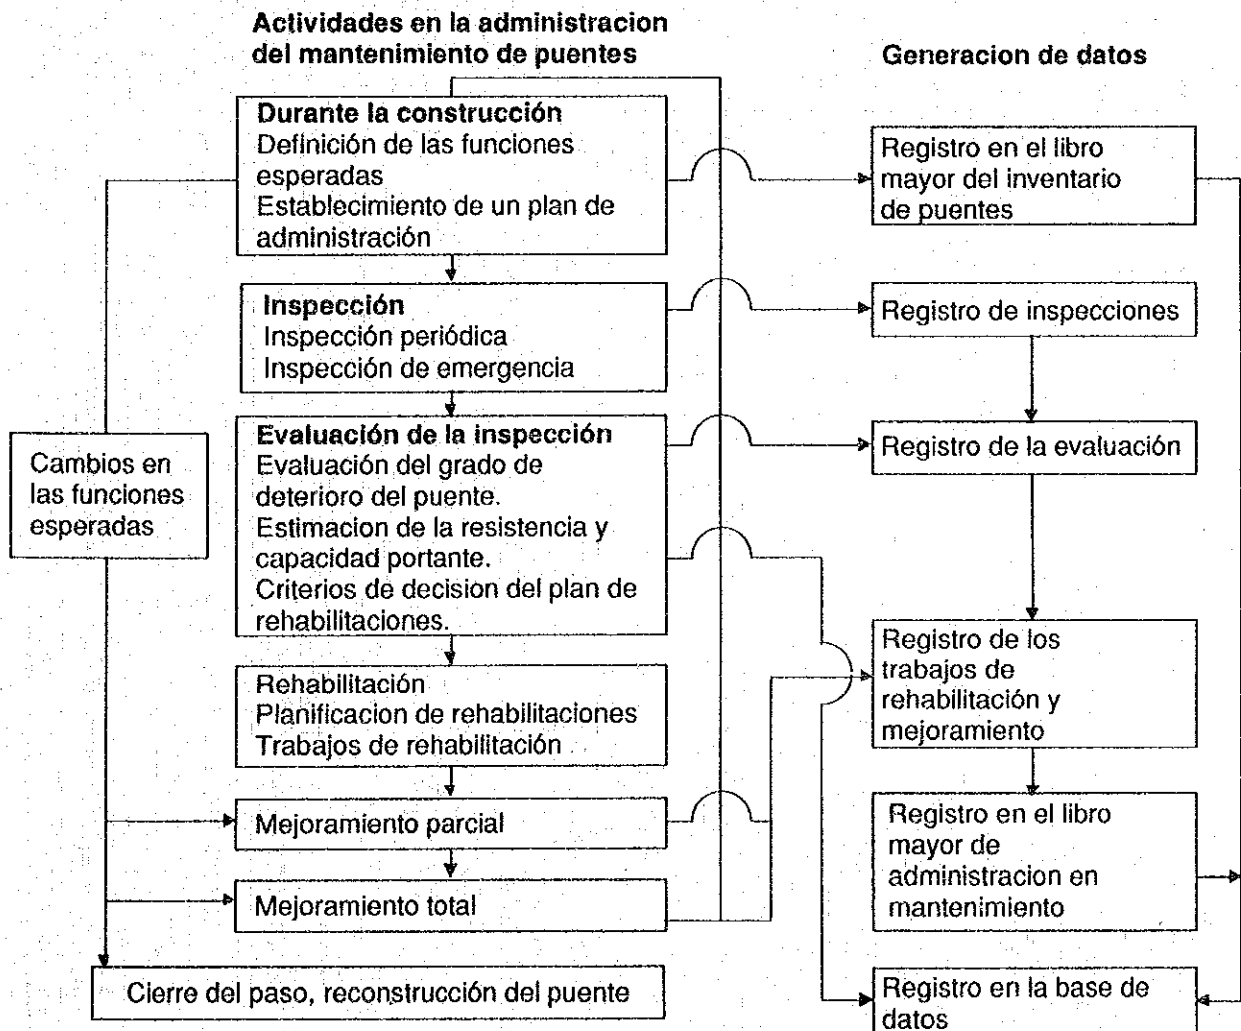 Actividades en la administracion
del mantenimiento de puentes
Generacion de datos
Durante la construcción
Definición de las funciones
esperadas
Establecimiento de un plan de
administración
Registro en el libro
mayor del inventario
de puentes
Inspección
Inspección periódica
Inspección de emergencia
Registro de inspecciones
Evaluación de la inspección
Evaluación del grado de
deterioro del puente.
Estimacion de la resistencia y
capacidad portante.
Criterios de decision del plan de
rehabilitaciones.
Registro de la evaluación
Cambios en
las funciones
esperadas
Rehabilitación
Planificacion de rehabilitaciones
Trabajos de rehabilitación
Registro de los
trabajos de
rehabilitación y
mejoramiento
Mejoramiento parcial
Registro en el libro
mayor de
administracion en
mantenimiento
Mejoramiento total
Cierre del paso, reconstrucción del puente
Registro en la base de
datos